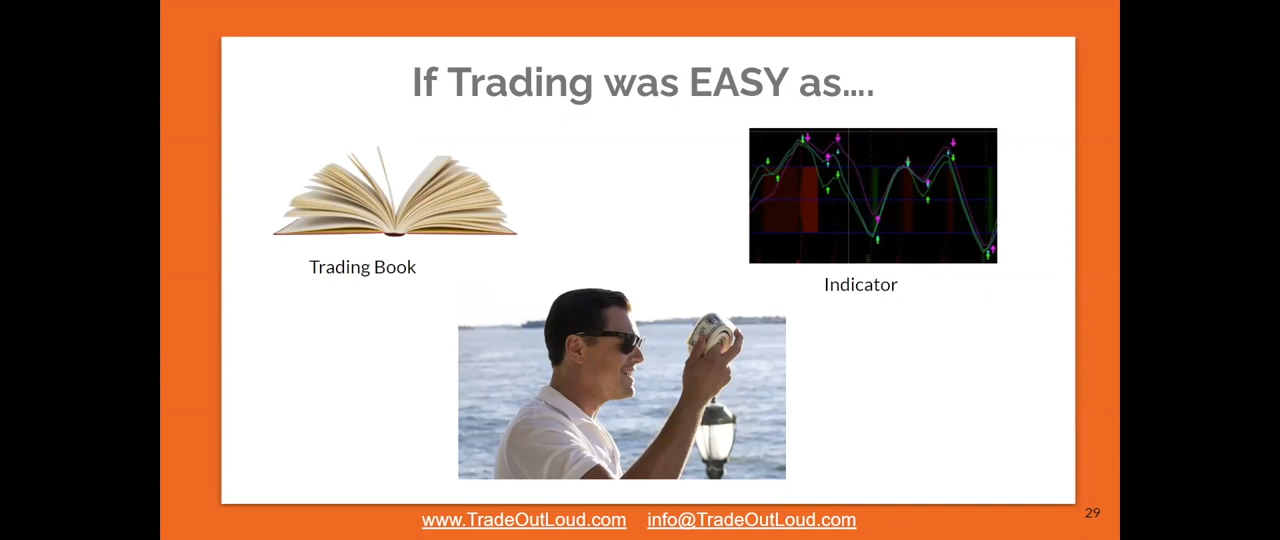 If Trading was EASY as....
Trading Book
Indicator
www.TradeOutLoud.com info@TradeOutLoud.com
29